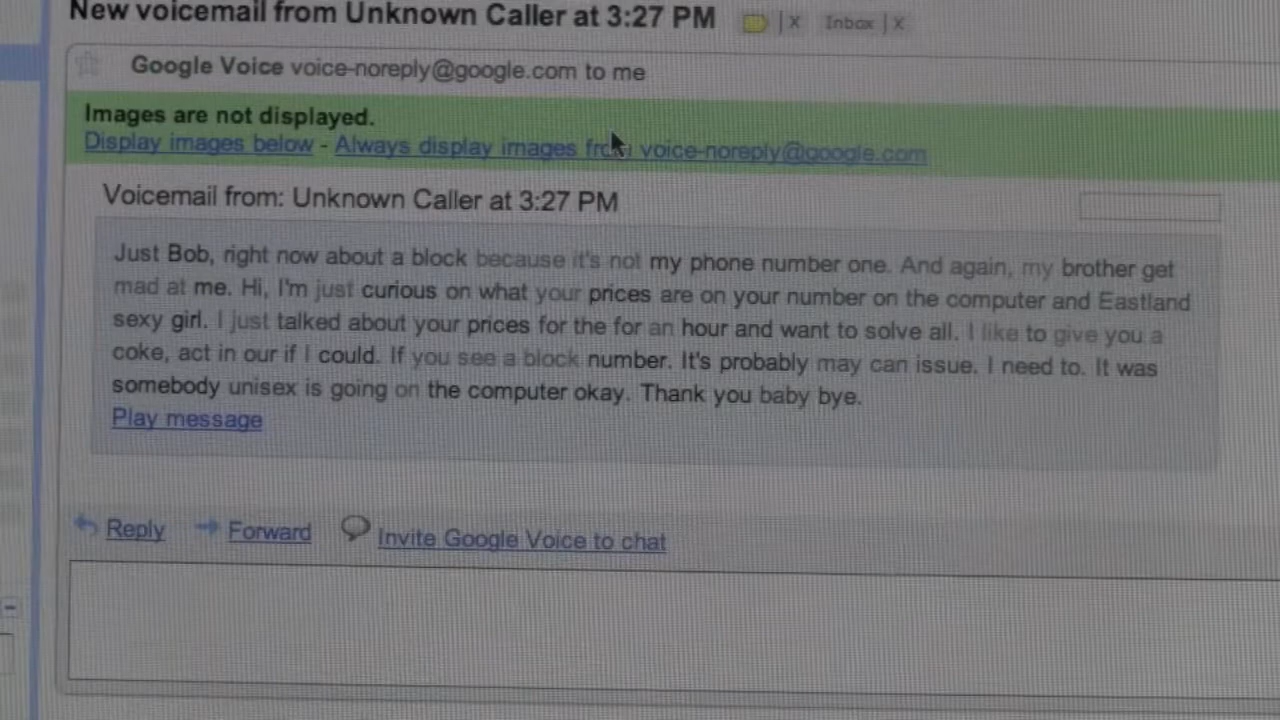 New voicemail from Unknown Caller at 3:27 PM | X Inbox | X
Google Voice voice-noreply@google.com to me
Images are not displayed.
Display images below - Always display images from voice-noreply@google.com
Voicemail from: Unknown Caller at 3:27 PM
Just Bob, right now about a block because it's not my phone number one. And again, my brother get
mad at me. Hi, I'm just curious on what your prices are on your number on the computer and Eastland
sexy girl. I just talked about your prices for the for an hour and want to solve all. I like to give you a
coke, act in our if I could. If you see a block number. It's probably may can issue. I need to. It was
somebody unisex is going on the computer okay. Thank you baby bye.
Play message
Reply Forward Invite Google Voice to chat